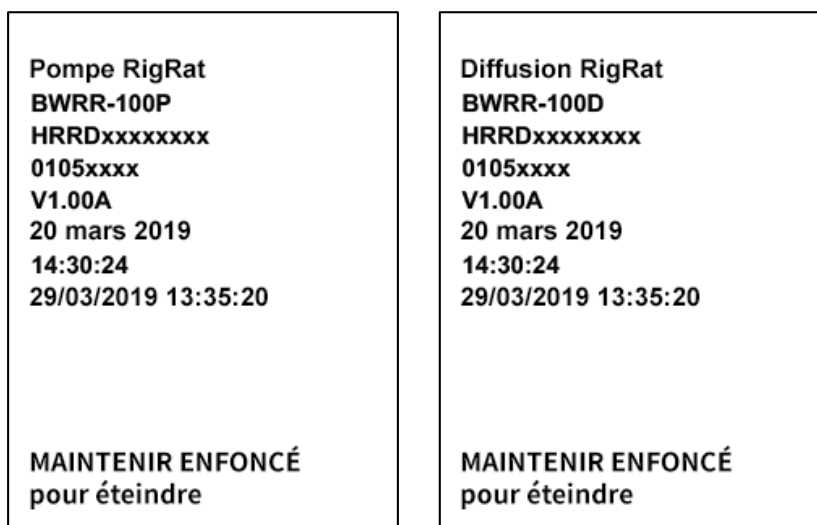 Pompe RigRat
BWRR-100P
HRRDxxxxxxxx
0105xxxx
V1.00A
20 mars 2019
14:30:24
29/03/2019 13:35:20
MAINTENIR ENFONCÉ
pour éteindre
Diffusion RigRat
BWRR-100D
HRRDxxxxxxxx
0105xxxx
V1.00A
20 mars 2019
14:30:24
29/03/2019 13:35:20
MAINTENIR ENFONCÉ
pour éteindre